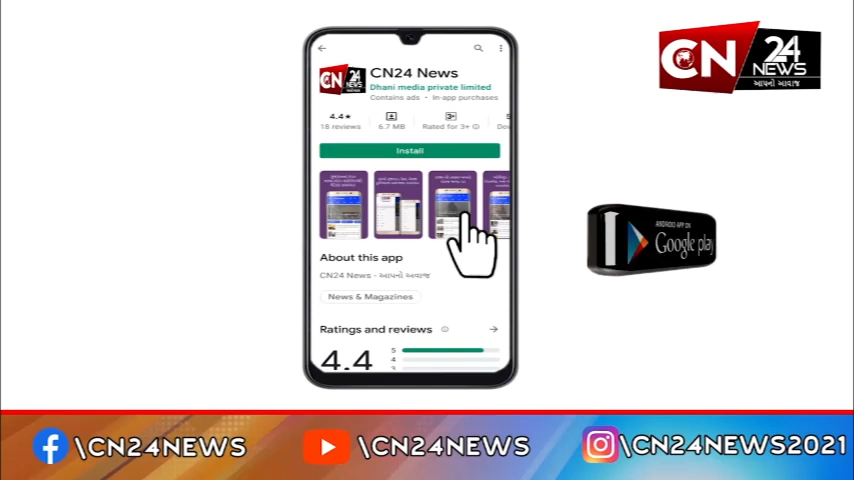 CN24 News
Dhani media private limited
Contains ads • In-app purchases
4.4★
18 reviews
6.7 MB
3+
Rated for 3+
Install
About this app
CN24 News - આપનો અવાજ
News & Magazines
Ratings and reviews
4.4
5
4
3
CN 24
NEWS
આપનો અવાજ
ANDROID APP ON
Google play
\CN24NEWS
\CN24NEWS
\CN24NEWS2021